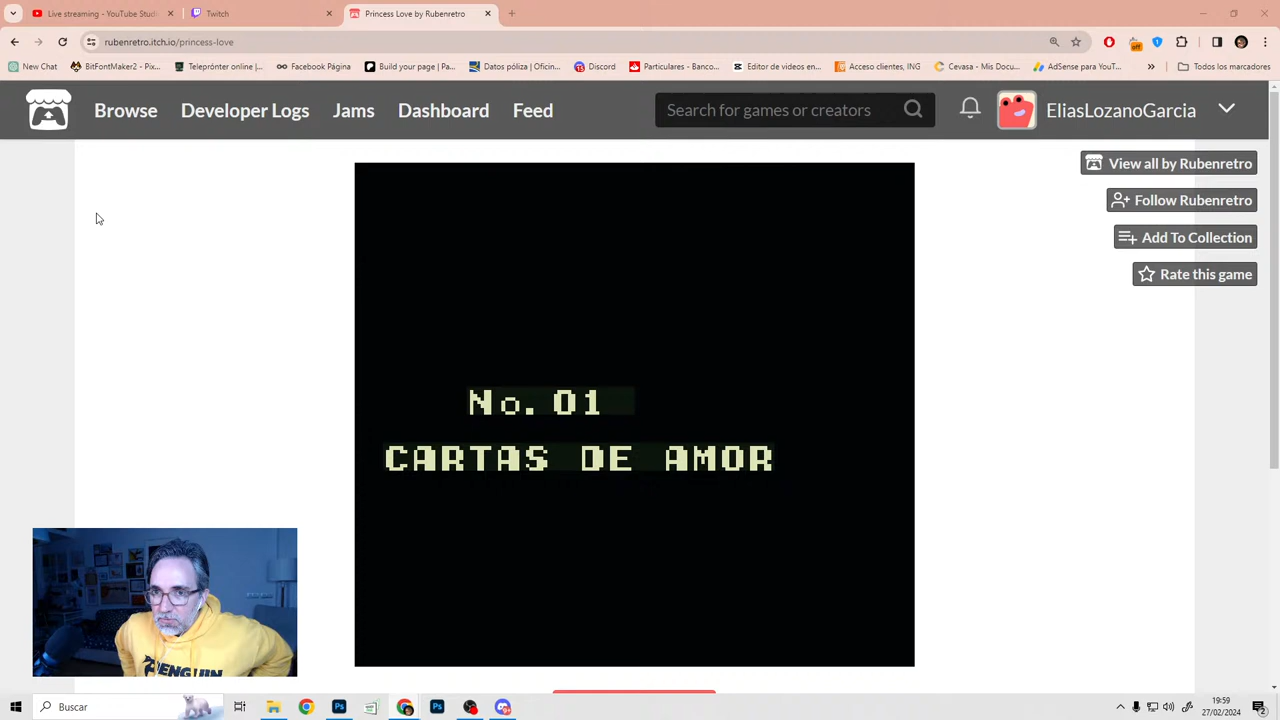 Live streaming - YouTube Studi
Twitch
Princess Love by Rubenretro
rubenretro.itch.io/princess-love
New Chat
BitFontMaker2 - Pix...
Teleprónter online |...
Facebook Página
Build your page | Pa...
Datos póliza | Oficin...
Discord
Particulares - Banco...
Editor de videos en...
Acceso clientes, ING
Cevasa - Mis Docu...
AdSense para YouT...
Todos los marcadores
Browse
Developer Logs
Jams
Dashboard
Feed
Search for games or creators
EliasLozanoGarcia
View all by Rubenretro
Follow Rubenretro
Add To Collection
Rate this game
No.01
CARTAS DE AMOR
Buscar
19:59
27/02/2024
2